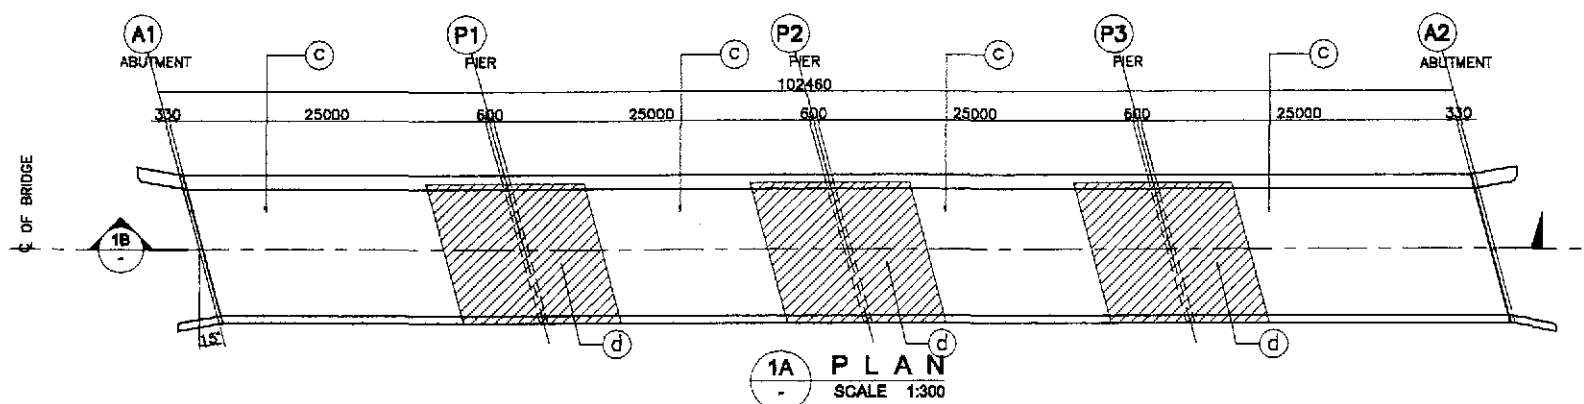 A1 P1 P2 P3 A2
ABUTMENT C PIER C PIER C PIER C ABUTMENT
102460
330 25000 600 25000 600 25000 600 25000 330
℄ OF BRIDGE
1B
-
15°
d d d
1A PLAN
- SCALE 1:300